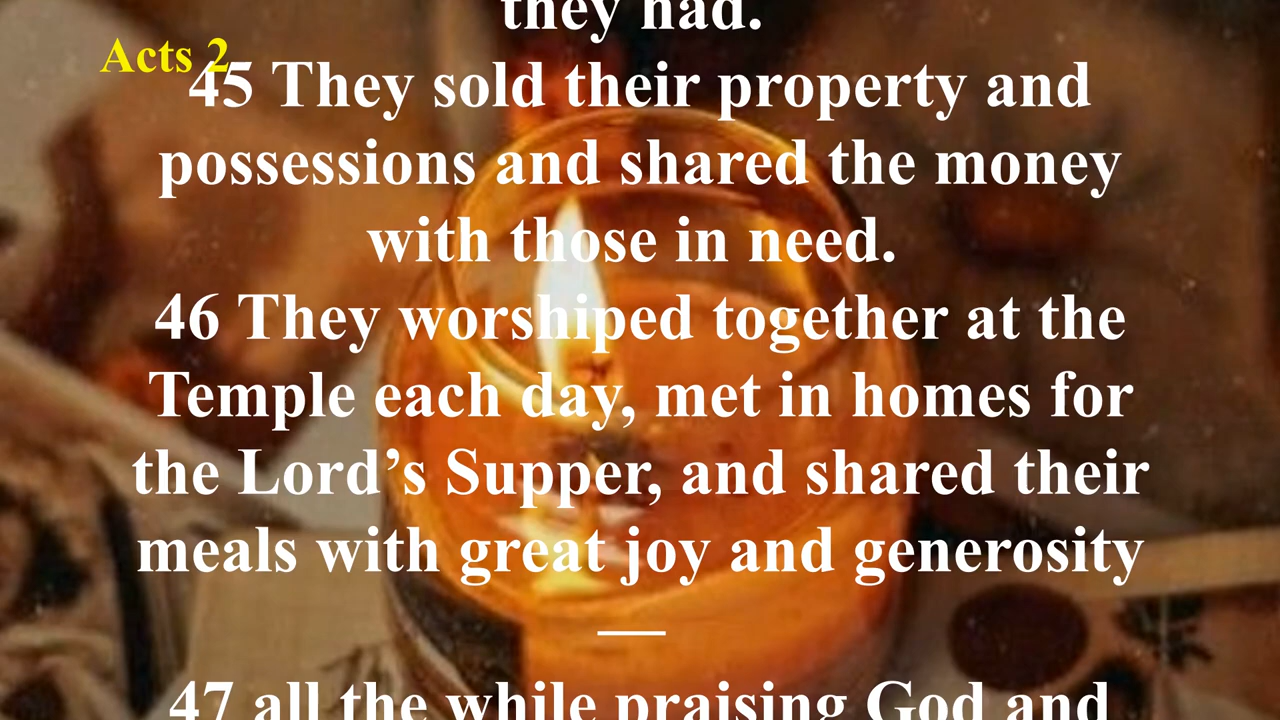 they had.
Acts 2
45 They sold their property and
possessions and shared the money
with those in need.
46 They worshiped together at the
Temple each day, met in homes for
the Lord’s Supper, and shared their
meals with great joy and generosity
—
47 all the while praising God and